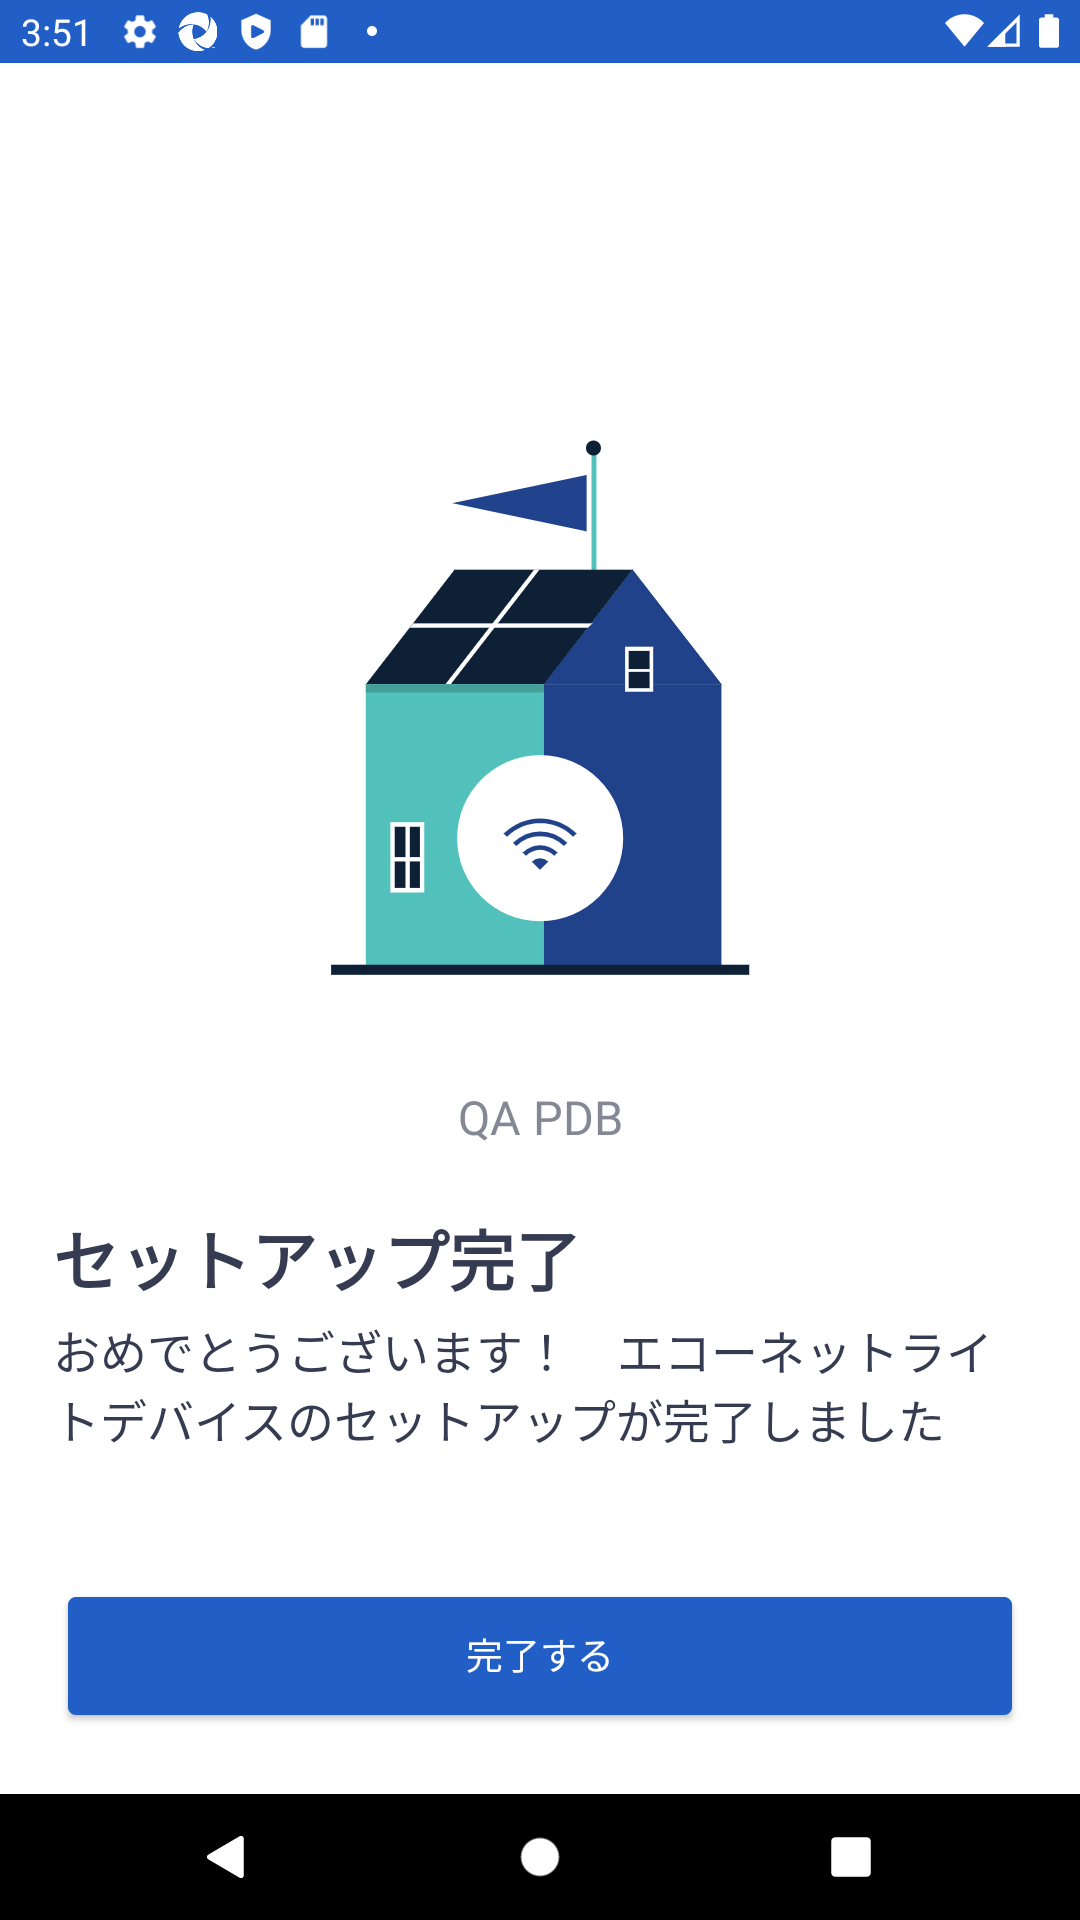 3:51
QA PDB
セットアップ完了
おめでとうございます！　エコーネットライ
トデバイスのセットアップが完了しました
完了する